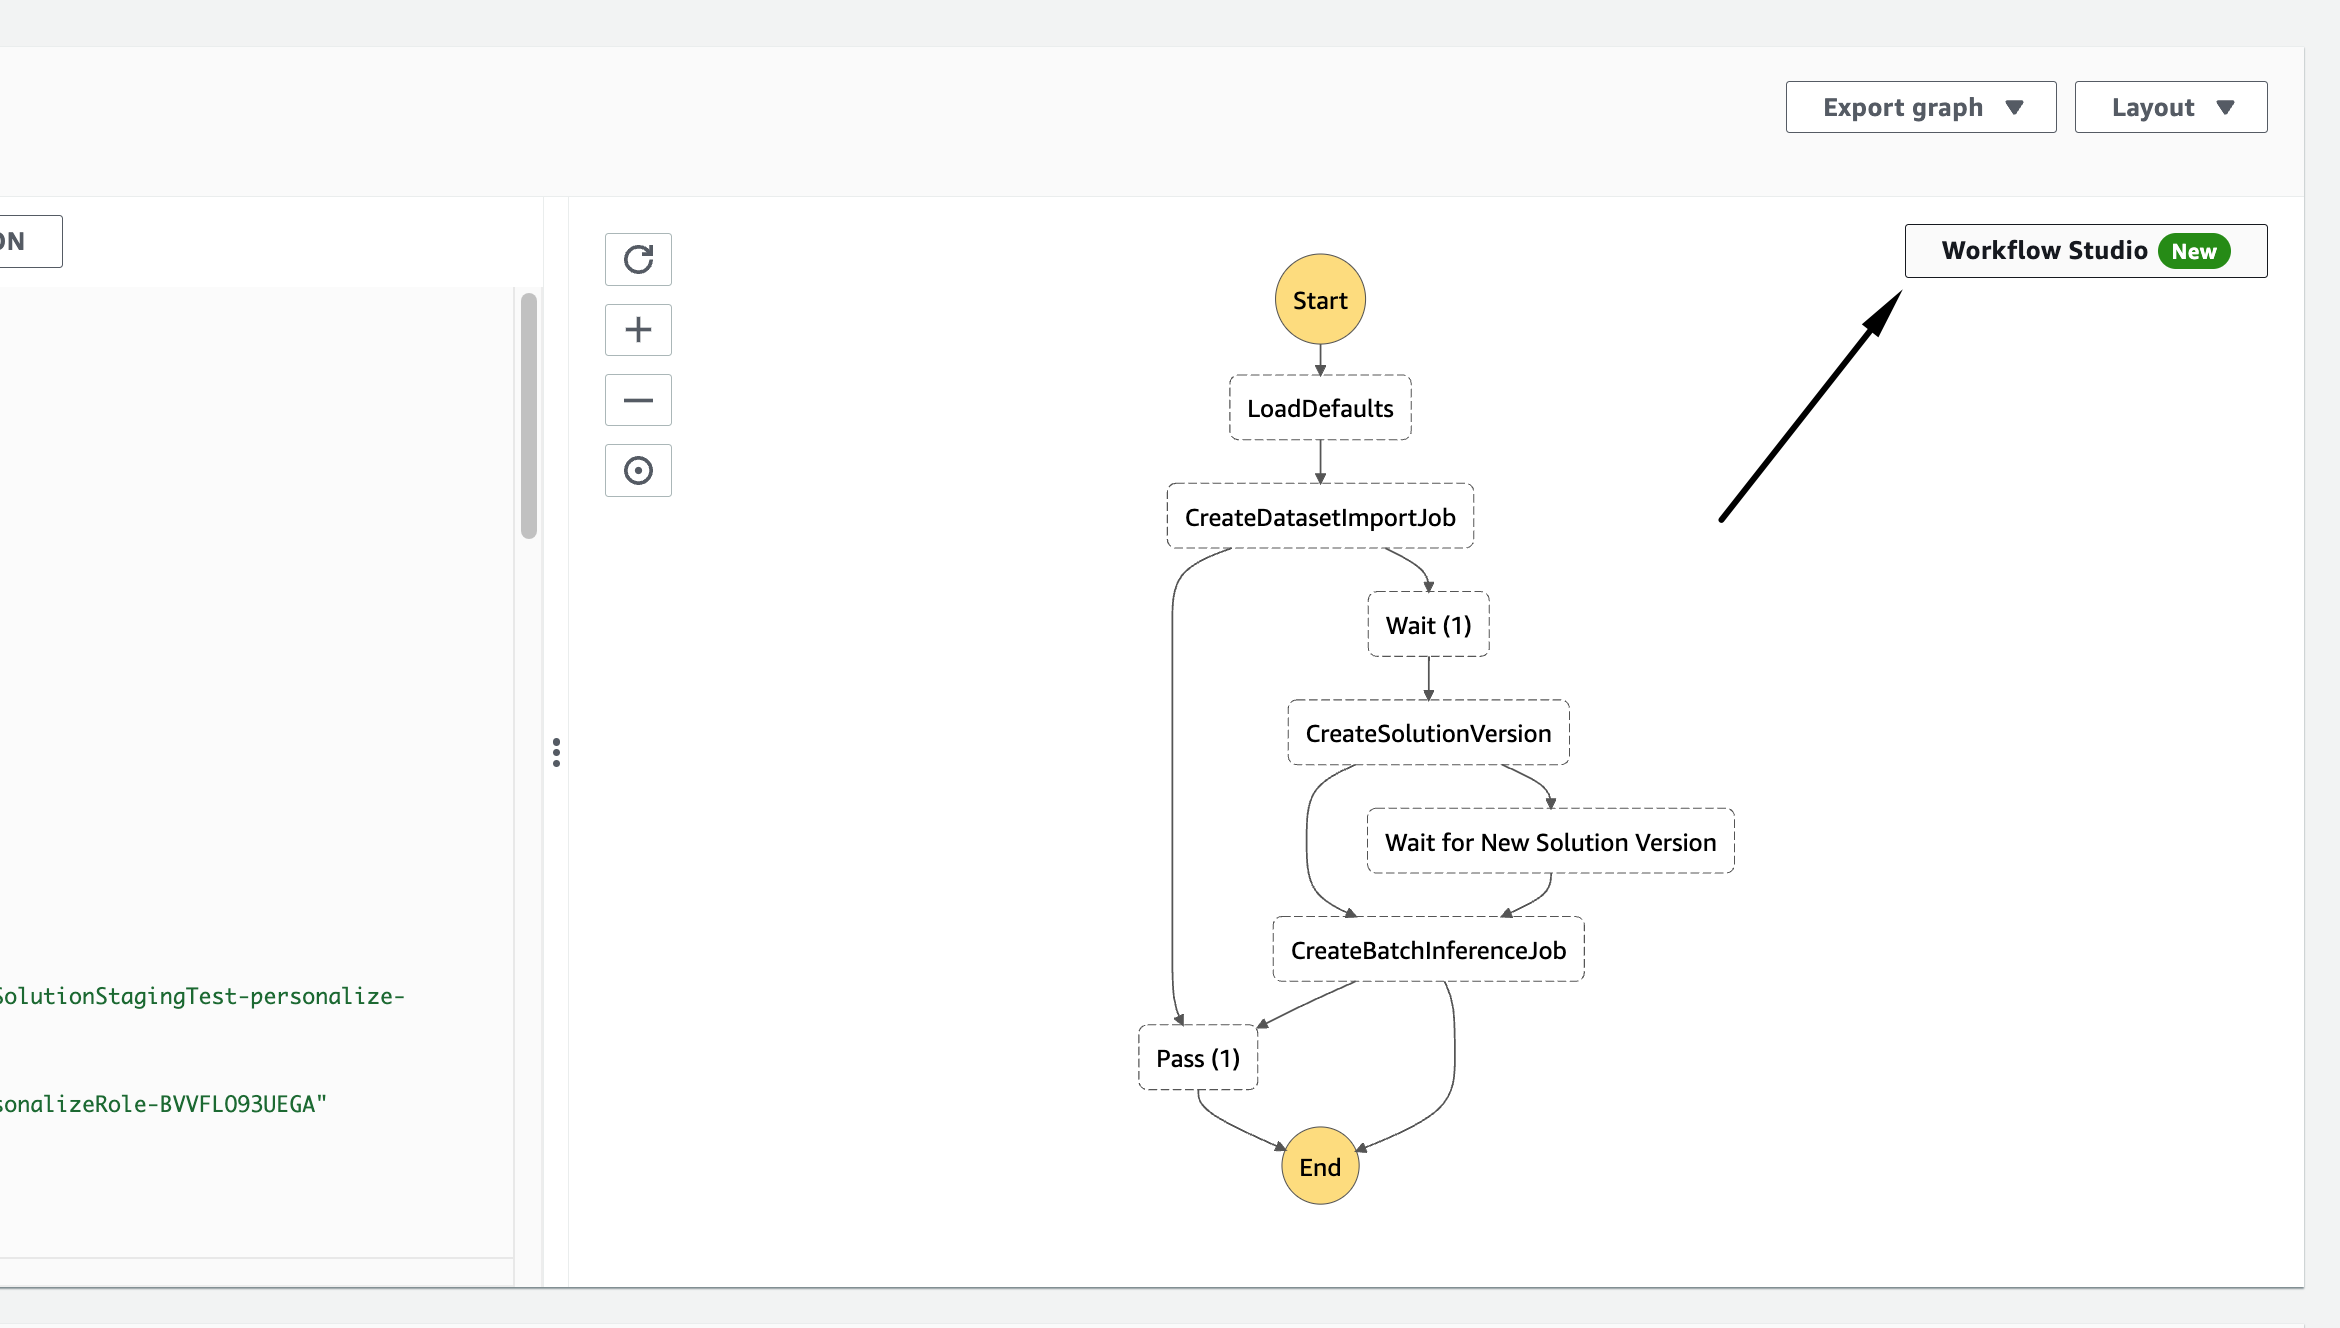 Export graph
Layout
ON
Workflow Studio New
Start
LoadDefaults
CreateDatasetImportJob
Wait (1)
CreateSolutionVersion
Wait for New Solution Version
CreateBatchInferenceJob
SolutionStagingTest-personalize-
Pass (1)
sonalizeRole-BVVFLO93UEGA"
End